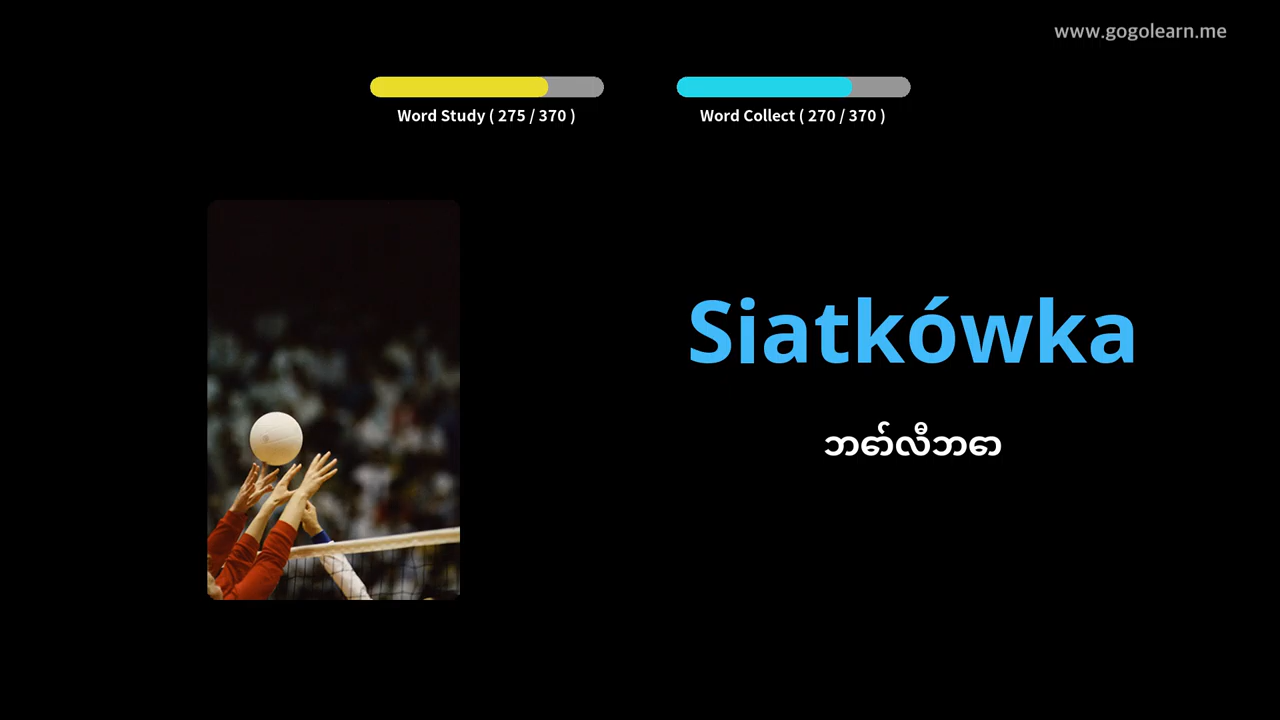 www.gogolearn.me
Word Study ( 275 / 370 )
Word Collect ( 270 / 370 )
Siatkówka
ဘော်လီဘော